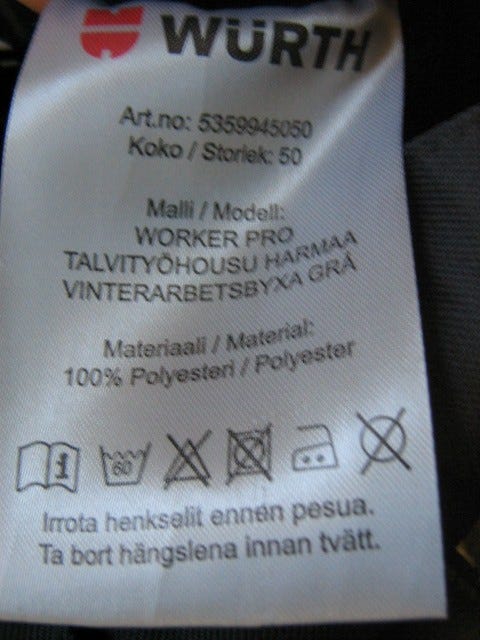 WÜRTH
Art.no: 5359945050
Koko / Storlek: 50
Malli / Modell:
WORKER PRO
TALVITYÖHOUSU HARMAA
VINTERARBETSBYXA GRÅ
Materiaali / Material:
100% Polyesteri / Polyester
60
Irrota henkselit ennen pesua.
Ta bort hängslena innan tvätt.